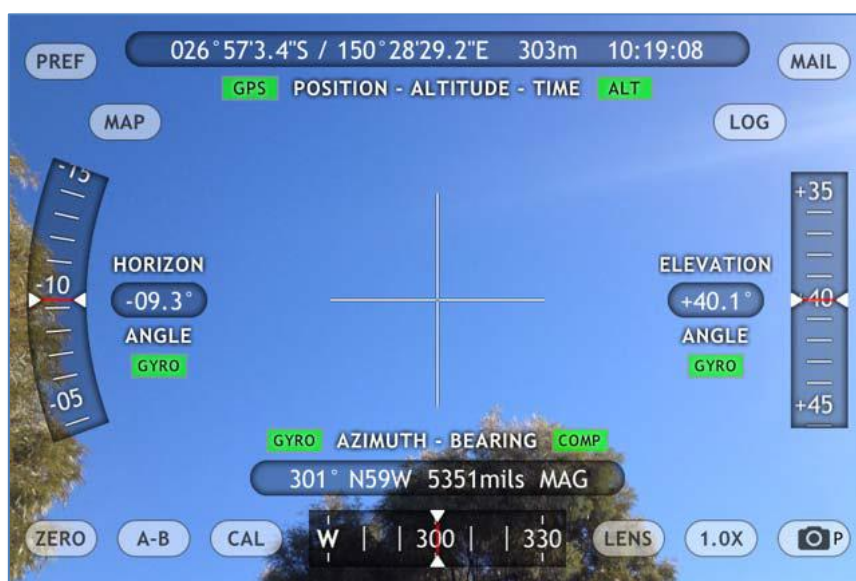 PREF
026°57'3.4"S / 150°28'29.2"E 303m 10:19:08
MAIL
GPS POSITION - ALTITUDE - TIME ALT
MAP
LOG
-15
-10
-05
HORIZON
-09.3°
ANGLE
GYRO
ELEVATION
+40.1°
ANGLE
GYRO
+35
+40
+45
GYRO AZIMUTH - BEARING COMP
301° N59W 5351mils MAG
ZERO
A-B
CAL
W 300 330
LENS
1.0X
P